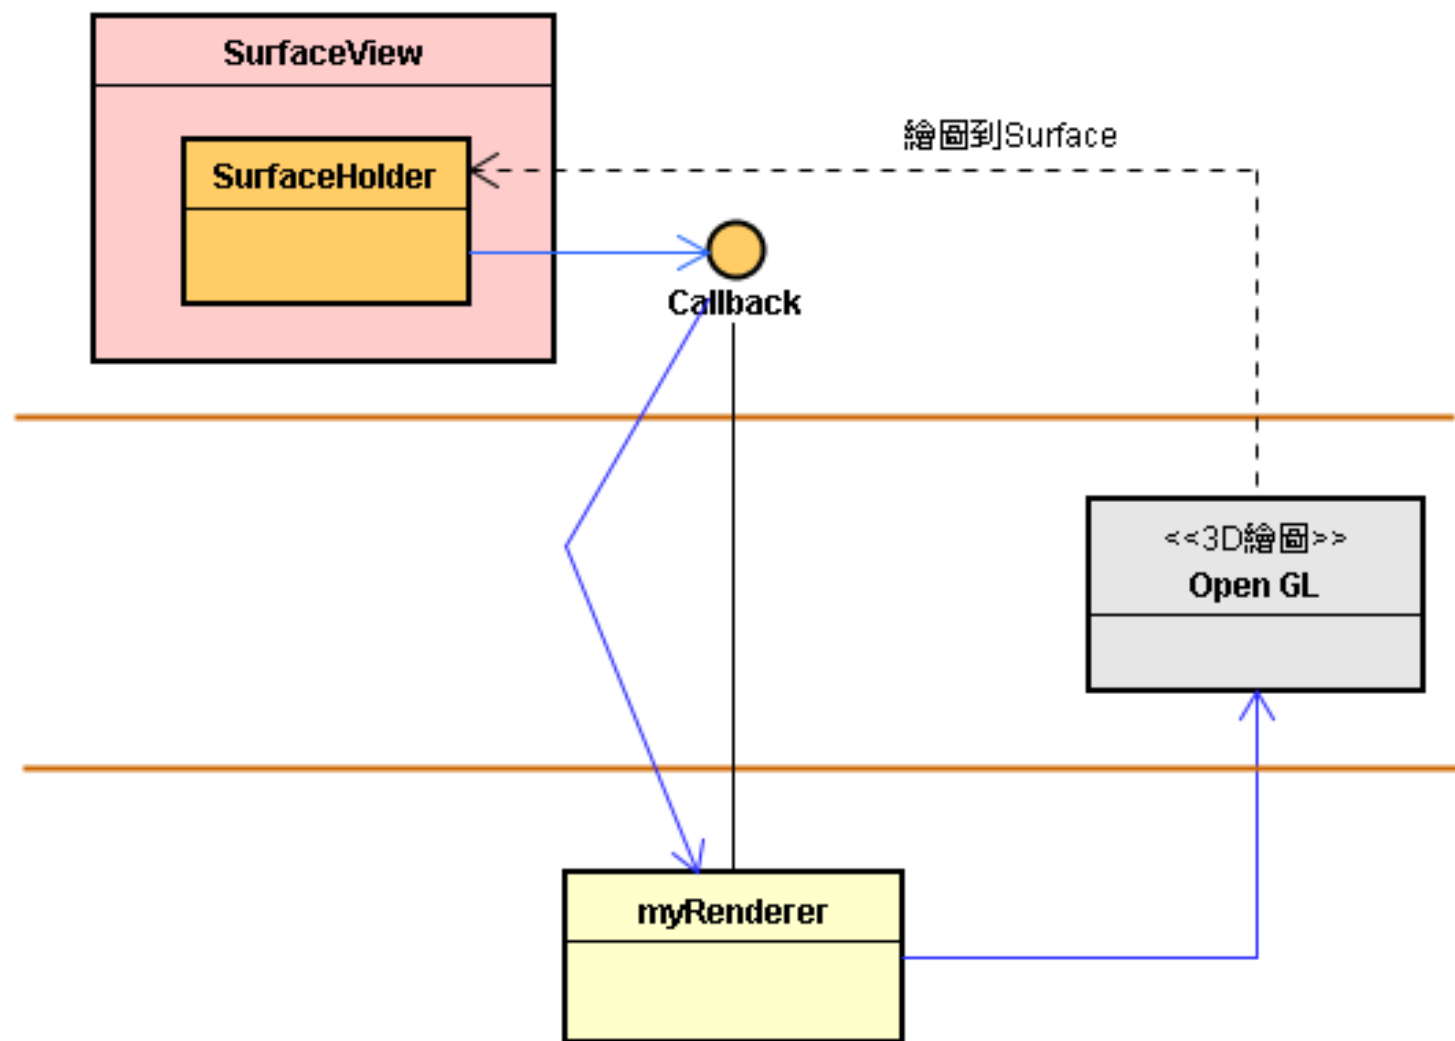 SurfaceView
繪圖到Surface
SurfaceHolder
Callback
<<3D繪圖>>
Open GL
myRenderer